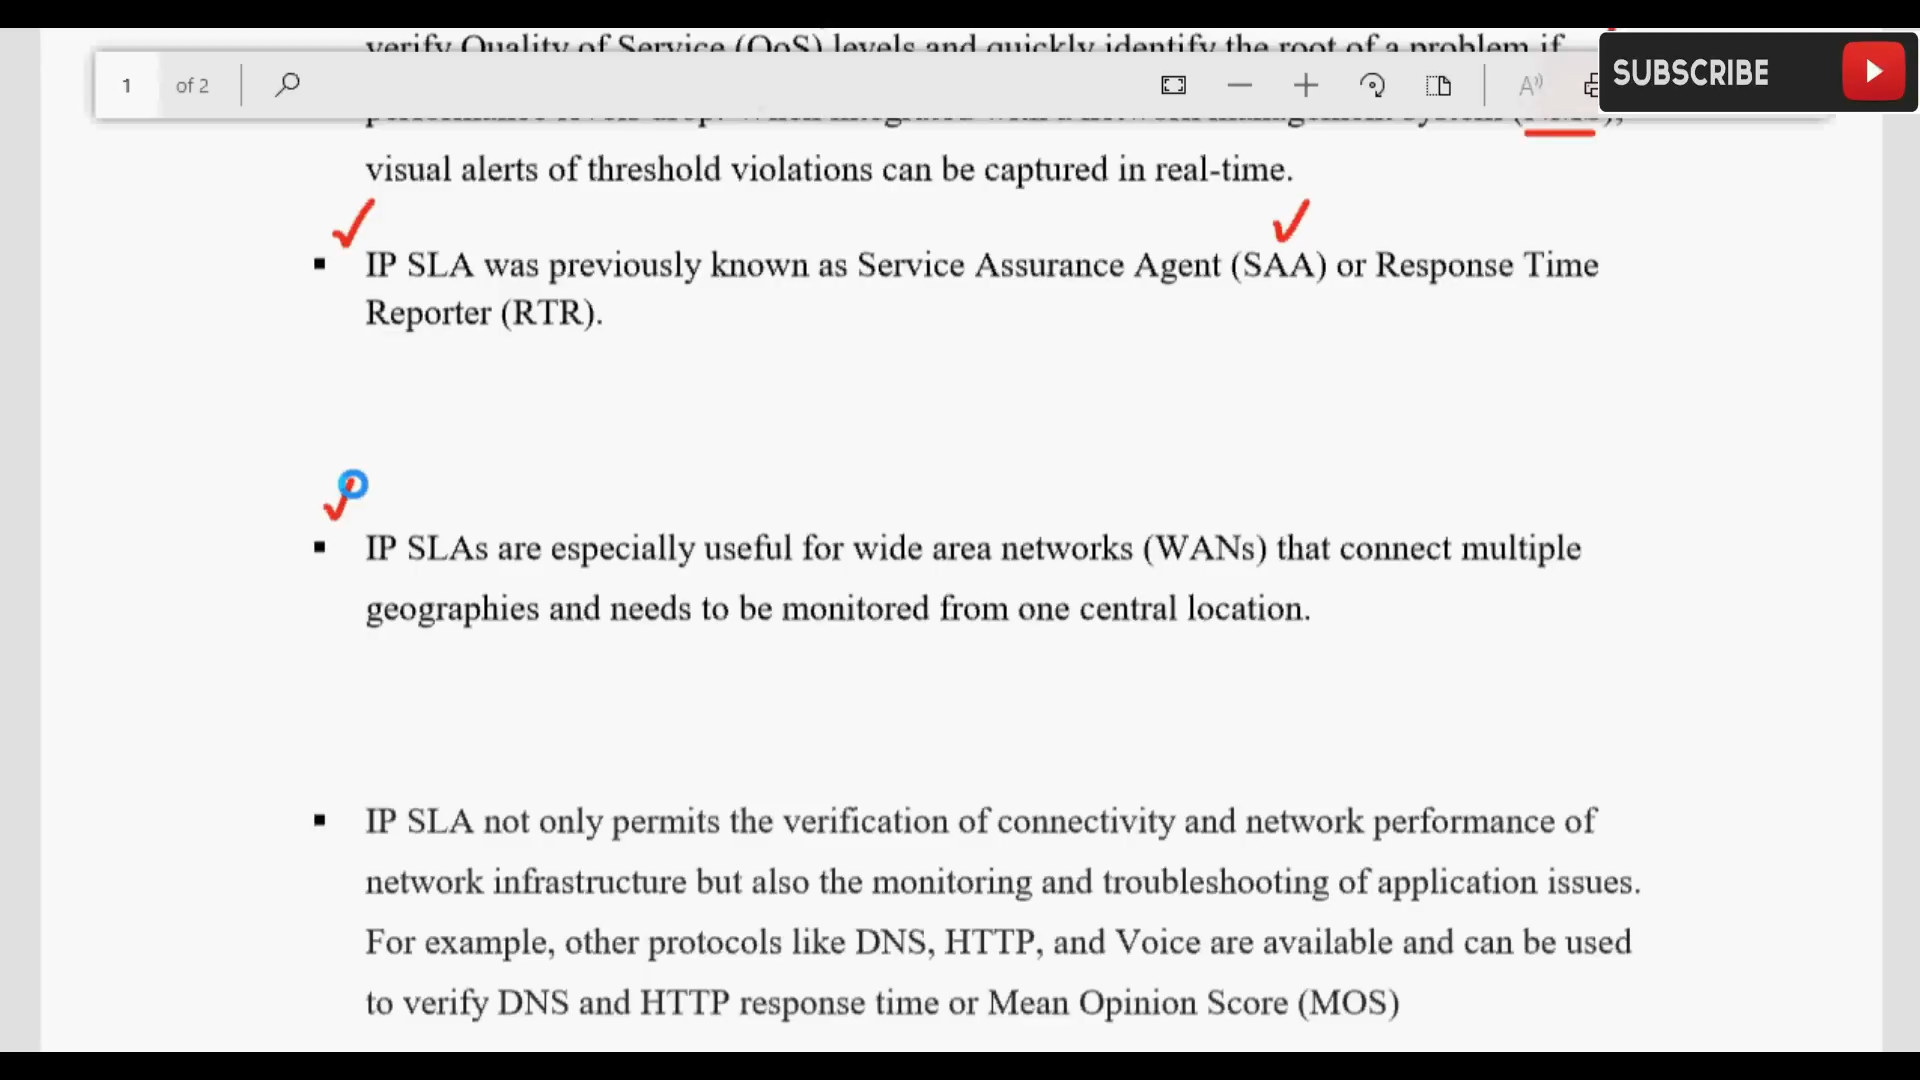 verify Quality of Service (QoS) levels and quickly identify the root of a problem if
1 of 2
SUBSCRIBE
visual alerts of threshold violations can be captured in real-time.
▪ IP SLA was previously known as Service Assurance Agent (SAA) or Response Time
Reporter (RTR).
▪ IP SLAs are especially useful for wide area networks (WANs) that connect multiple
geographies and needs to be monitored from one central location.
▪ IP SLA not only permits the verification of connectivity and network performance of
network infrastructure but also the monitoring and troubleshooting of application issues.
For example, other protocols like DNS, HTTP, and Voice are available and can be used
to verify DNS and HTTP response time or Mean Opinion Score (MOS)